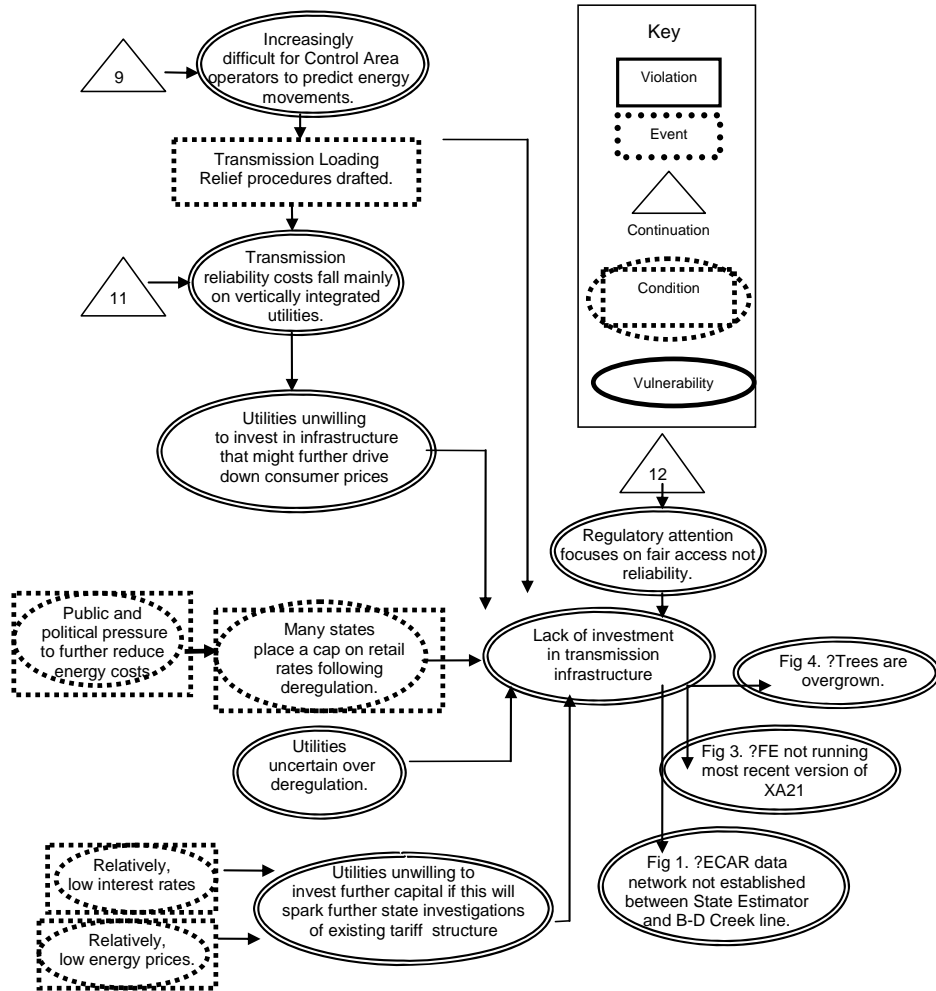 Increasingly
difficult for Control Area
operators to predict energy
movements.
9
Transmission Loading
Relief procedures drafted.
Transmission
reliability costs fall mainly
on vertically integrated
utilities.
11
Utilities unwilling
to invest in infrastructure
that might further drive
down consumer prices
Key
Violation
Event
Continuation
Condition
Vulnerability
12
Regulatory attention
focuses on fair access not
reliability.
Public and
political pressure
to further reduce
energy costs
Many states
place a cap on retail
rates following
deregulation.
Lack of investment
in transmission
infrastructure
Fig 4. ?Trees are
overgrown.
Utilities
uncertain over
deregulation.
Fig 3. ?FE not running
most recent version of
XA21
Relatively,
low interest rates
Relatively,
low energy prices.
Utilities unwilling to
invest further capital if this will
spark further state investigations
of existing tariff structure
Fig 1. ?ECAR data
network not established
between State Estimator
and B-D Creek line.